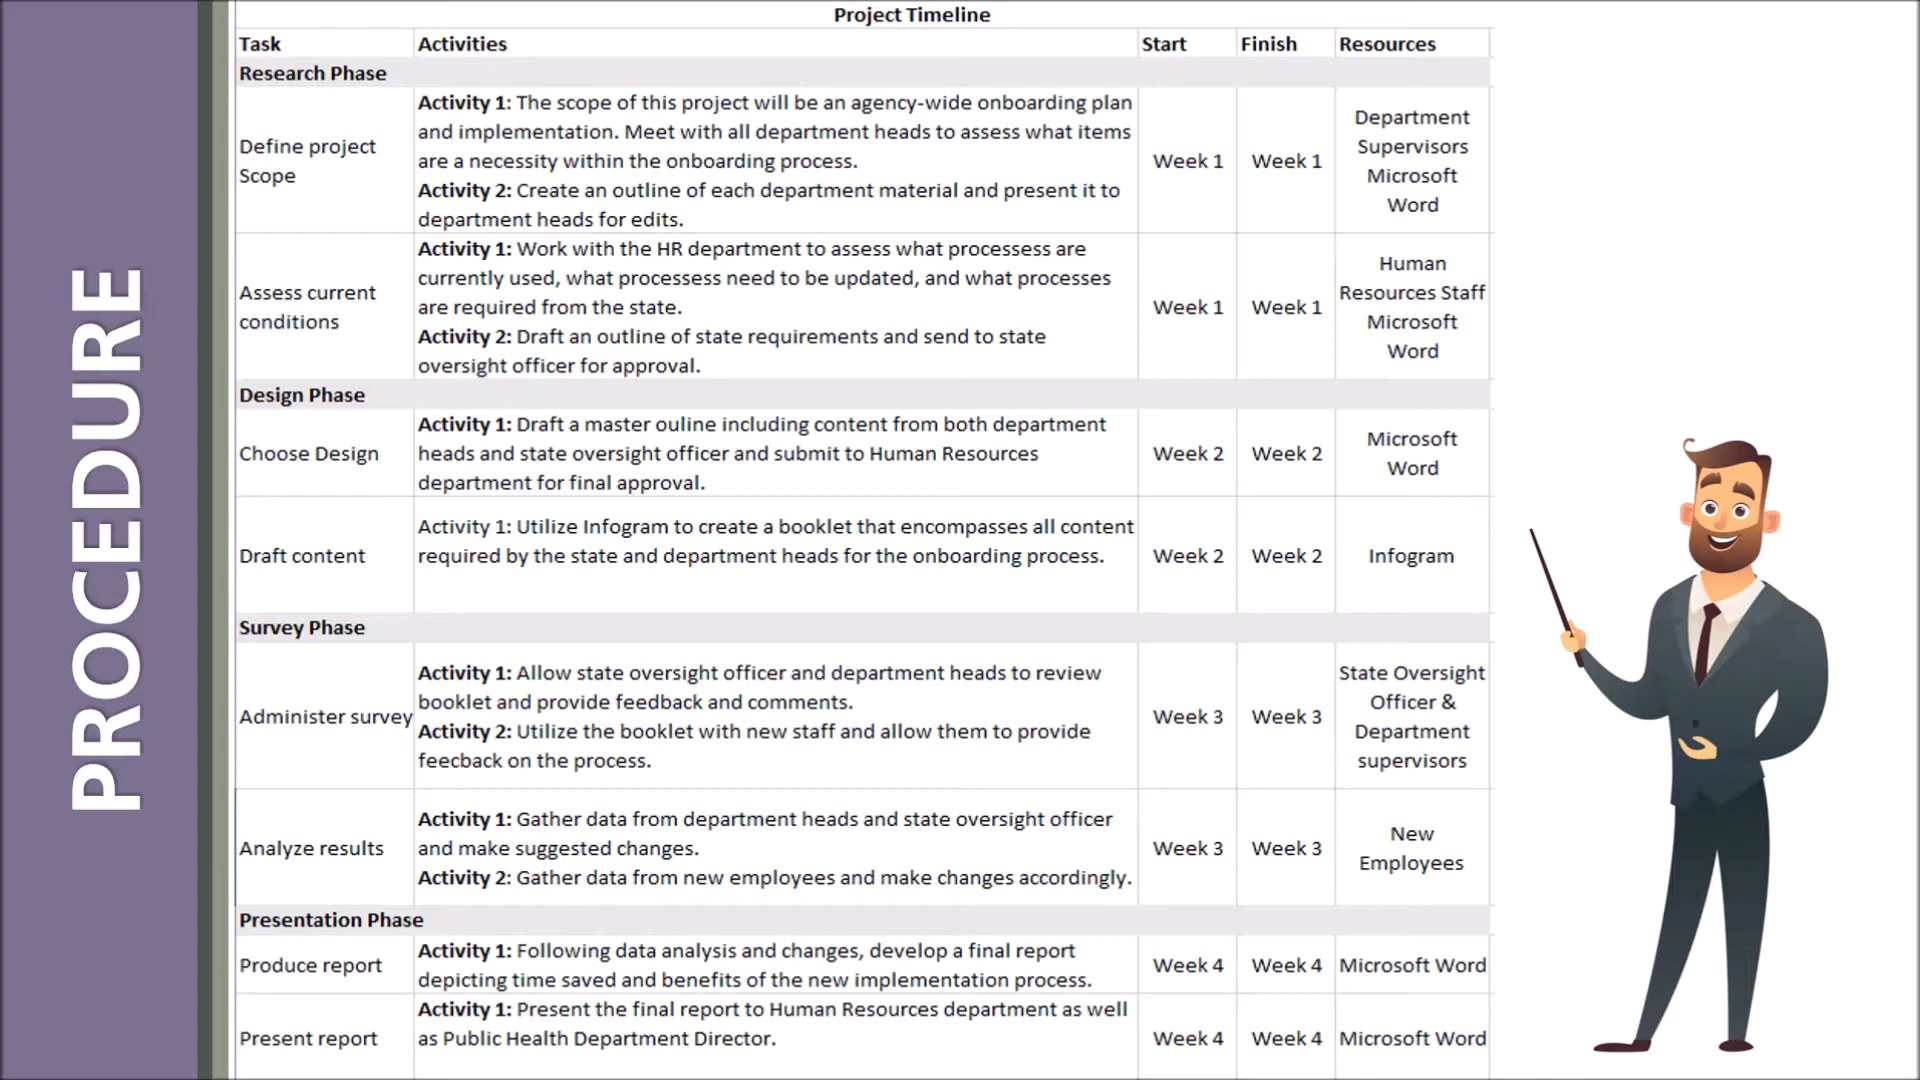 PROCEDURE
Project Timeline
Task Activities Start Finish Resources
Research Phase
Define project
Scope
Activity 1: The scope of this project will be an agency-wide onboarding plan
and implementation. Meet with all department heads to assess what items
are a necessity within the onboarding process.
Activity 2: Create an outline of each department material and present it to
department heads for edits.
Week 1
Week 1
Department
Supervisors
Microsoft
Word
Assess current
conditions
Activity 1: Work with the HR department to assess what processess are
currently used, what processess need to be updated, and what processes
are required from the state.
Activity 2: Draft an outline of state requirements and send to state
oversight officer for approval.
Week 1
Week 1
Human
Resources Staff
Microsoft
Word
Design Phase
Choose Design
Activity 1: Draft a master ouline including content from both department
heads and state oversight officer and submit to Human Resources
department for final approval.
Week 2
Week 2
Microsoft
Word
Draft content
Activity 1: Utilize Infogram to create a booklet that encompasses all content
required by the state and department heads for the onboarding process.
Week 2
Week 2
Infogram
Survey Phase
Administer survey
Activity 1: Allow state oversight officer and department heads to review
booklet and provide feedback and comments.
Activity 2: Utilize the booklet with new staff and allow them to provide
feecback on the process.
Week 3
Week 3
State Oversight
Officer &
Department
supervisors
Analyze results
Activity 1: Gather data from department heads and state oversight officer
and make suggested changes.
Activity 2: Gather data from new employees and make changes accordingly.
Week 3
Week 3
New
Employees
Presentation Phase
Produce report
Activity 1: Following data analysis and changes, develop a final report
depicting time saved and benefits of the new implementation process.
Week 4
Week 4
Microsoft Word
Present report
Activity 1: Present the final report to Human Resources department as well
as Public Health Department Director.
Week 4
Week 4
Microsoft Word